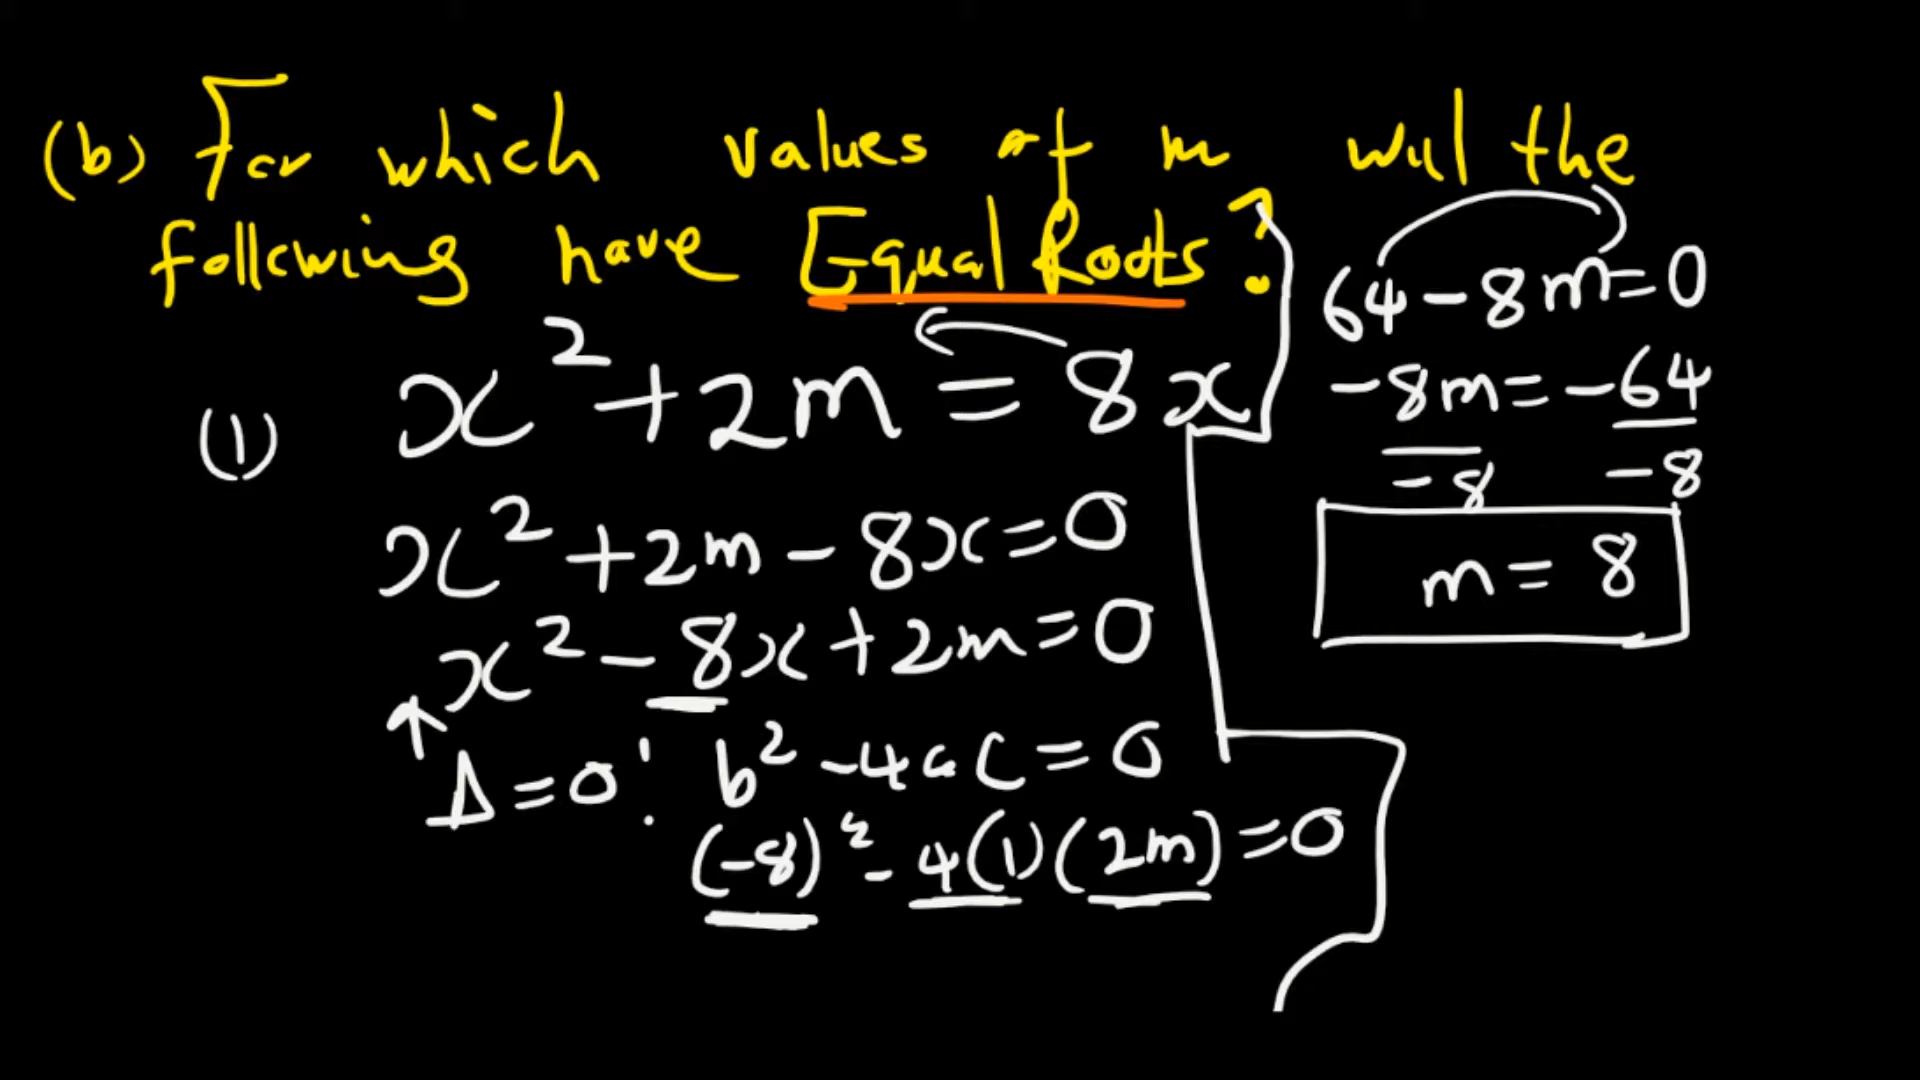 (b) For which values of m will the
following have Equal Roots?
(1) x² + 2m = 8x
x² + 2m - 8x = 0
x² - 8x + 2m = 0
Δ = 0: b² - 4ac = 0
(-8)² - 4(1)(2m) = 0
64 - 8m = 0
-8m = -64
-8 -8
m = 8